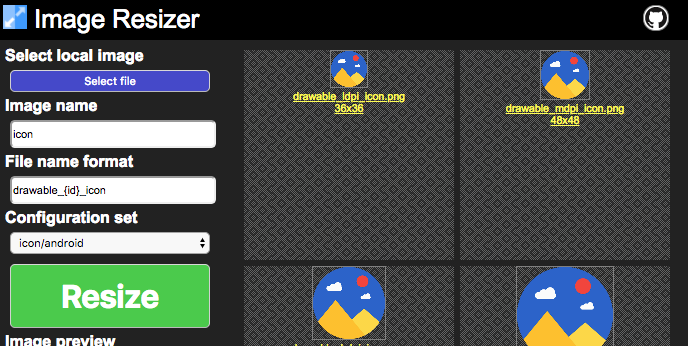 Image Resizer
Select local image
Select file
Image name
icon
File name format
drawable_{id}_icon
Configuration set
icon/android
Resize
Image preview
drawable_ldpi_icon.png
36x36
drawable_mdpi_icon.png
48x48